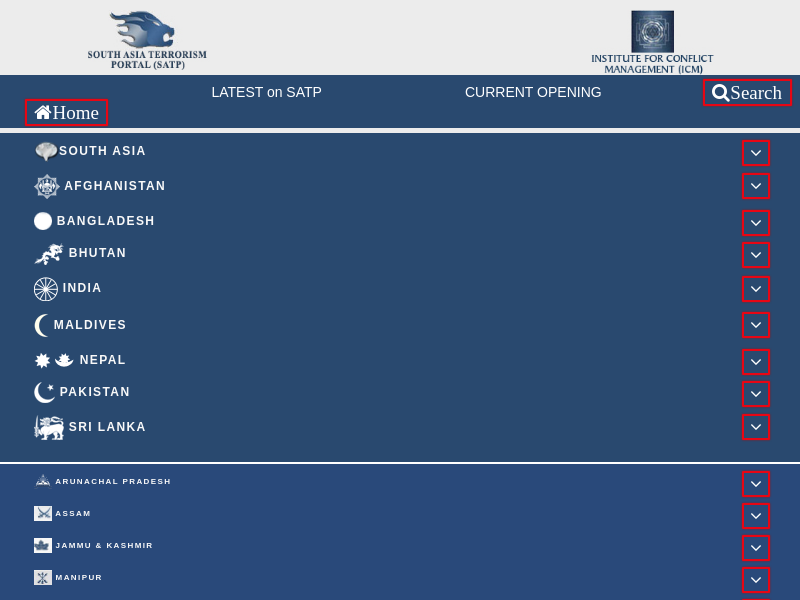 SOUTH ASIA TERRORISM
PORTAL (SATP)
INSTITUTE FOR CONFLICT
MANAGEMENT (ICM)
LATEST on SATP
CURRENT OPENING
Search
Home
SOUTH ASIA
AFGHANISTAN
BANGLADESH
BHUTAN
INDIA
MALDIVES
NEPAL
PAKISTAN
SRI LANKA
ARUNACHAL PRADESH
ASSAM
JAMMU & KASHMIR
MANIPUR